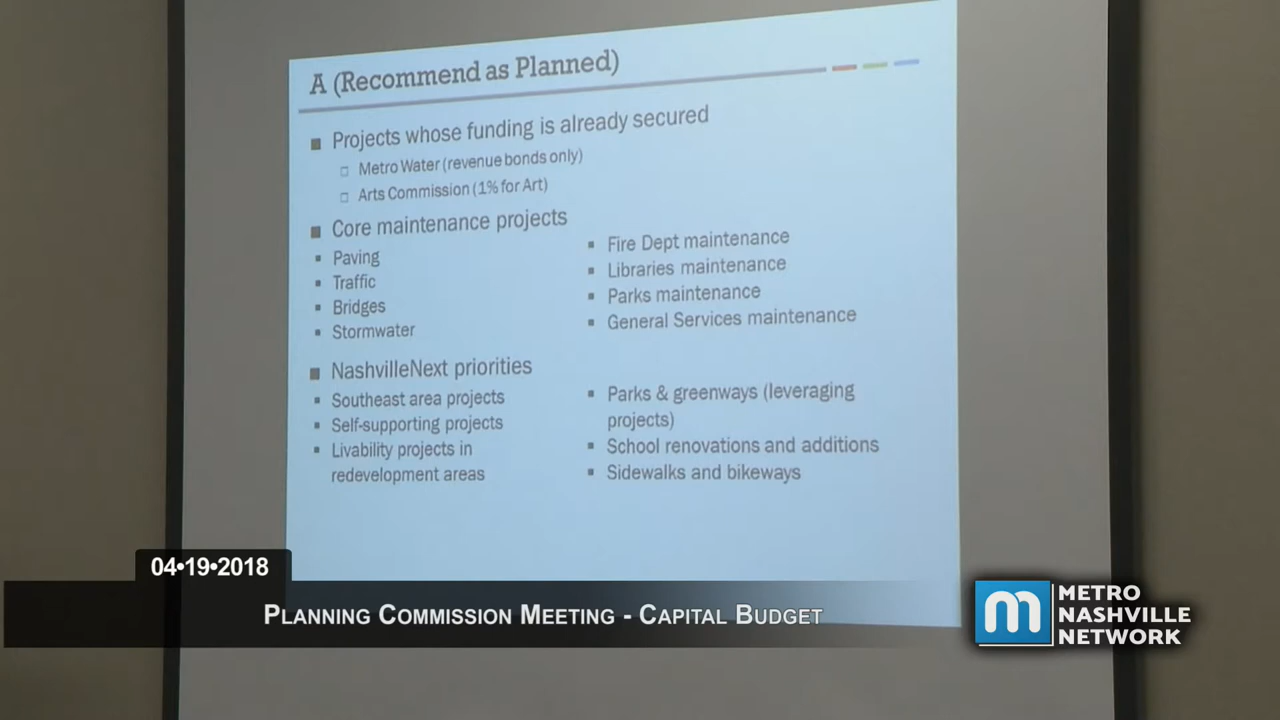 A (Recommend as Planned)
Projects whose funding is already secured
Metro Water (revenue bonds only)
Arts Commission (1% for Art)
Core maintenance projects
Paving
Traffic
Bridges
Stormwater
Fire Dept maintenance
Libraries maintenance
Parks maintenance
General Services maintenance
NashvilleNext priorities
Southeast area projects
Self-supporting projects
Livability projects in
redevelopment areas
Parks & greenways (leveraging
projects)
School renovations and additions
Sidewalks and bikeways
04•19•2018
Planning Commission Meeting - Capital Budget
m
METRO
NASHVILLE
NETWORK